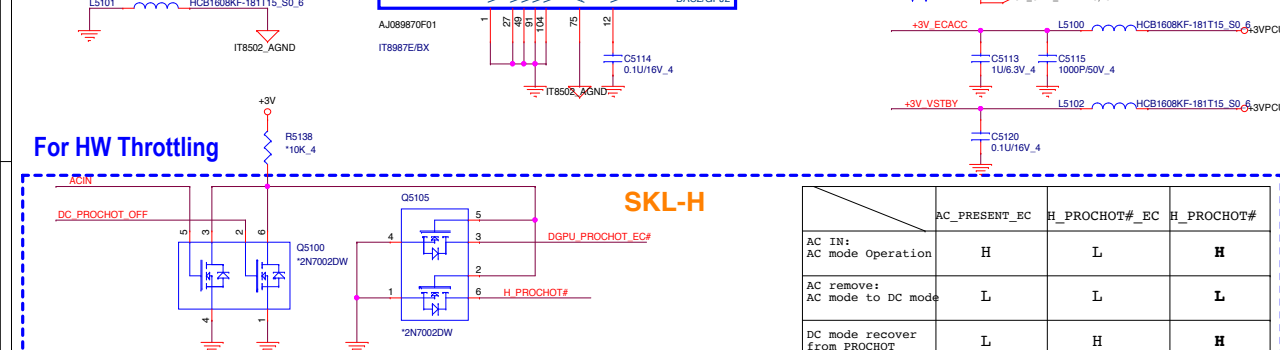 L5101
HCB1608KF-181T15_S0_6
IT8502_AGND
AJ089870F01
IT8987E/BX
1
27
49
91
104
75
12
C5114
0.1U/16V_4
IT8502_AGND
+3V_ECACC
L5100
HCB1608KF-181T15_S0_6
+3VPCU
C5113
1U/6.3V_4
C5115
1000P/50V_4
+3V_VSTBY
L5102
HCB1608KF-181T15_S0_6
+3VPCU
C5120
0.1U/16V_4
+3V
R5138
*10K_4
For HW Throttling
SKL-H
ACIN
DC_PROCHOT_OFF
5
3
2
6
Q5100
*2N7002DW
4
1
Q5105
5
4
3
DGPU_PROCHOT_EC#
2
1
6
H_PROCHOT#
*2N7002DW
AC_PRESENT_EC H_PROCHOT#_EC H_PROCHOT#
AC IN:
AC mode Operation H L H
AC remove:
AC mode to DC mode L L L
DC mode recover
from PROCHOT L H H